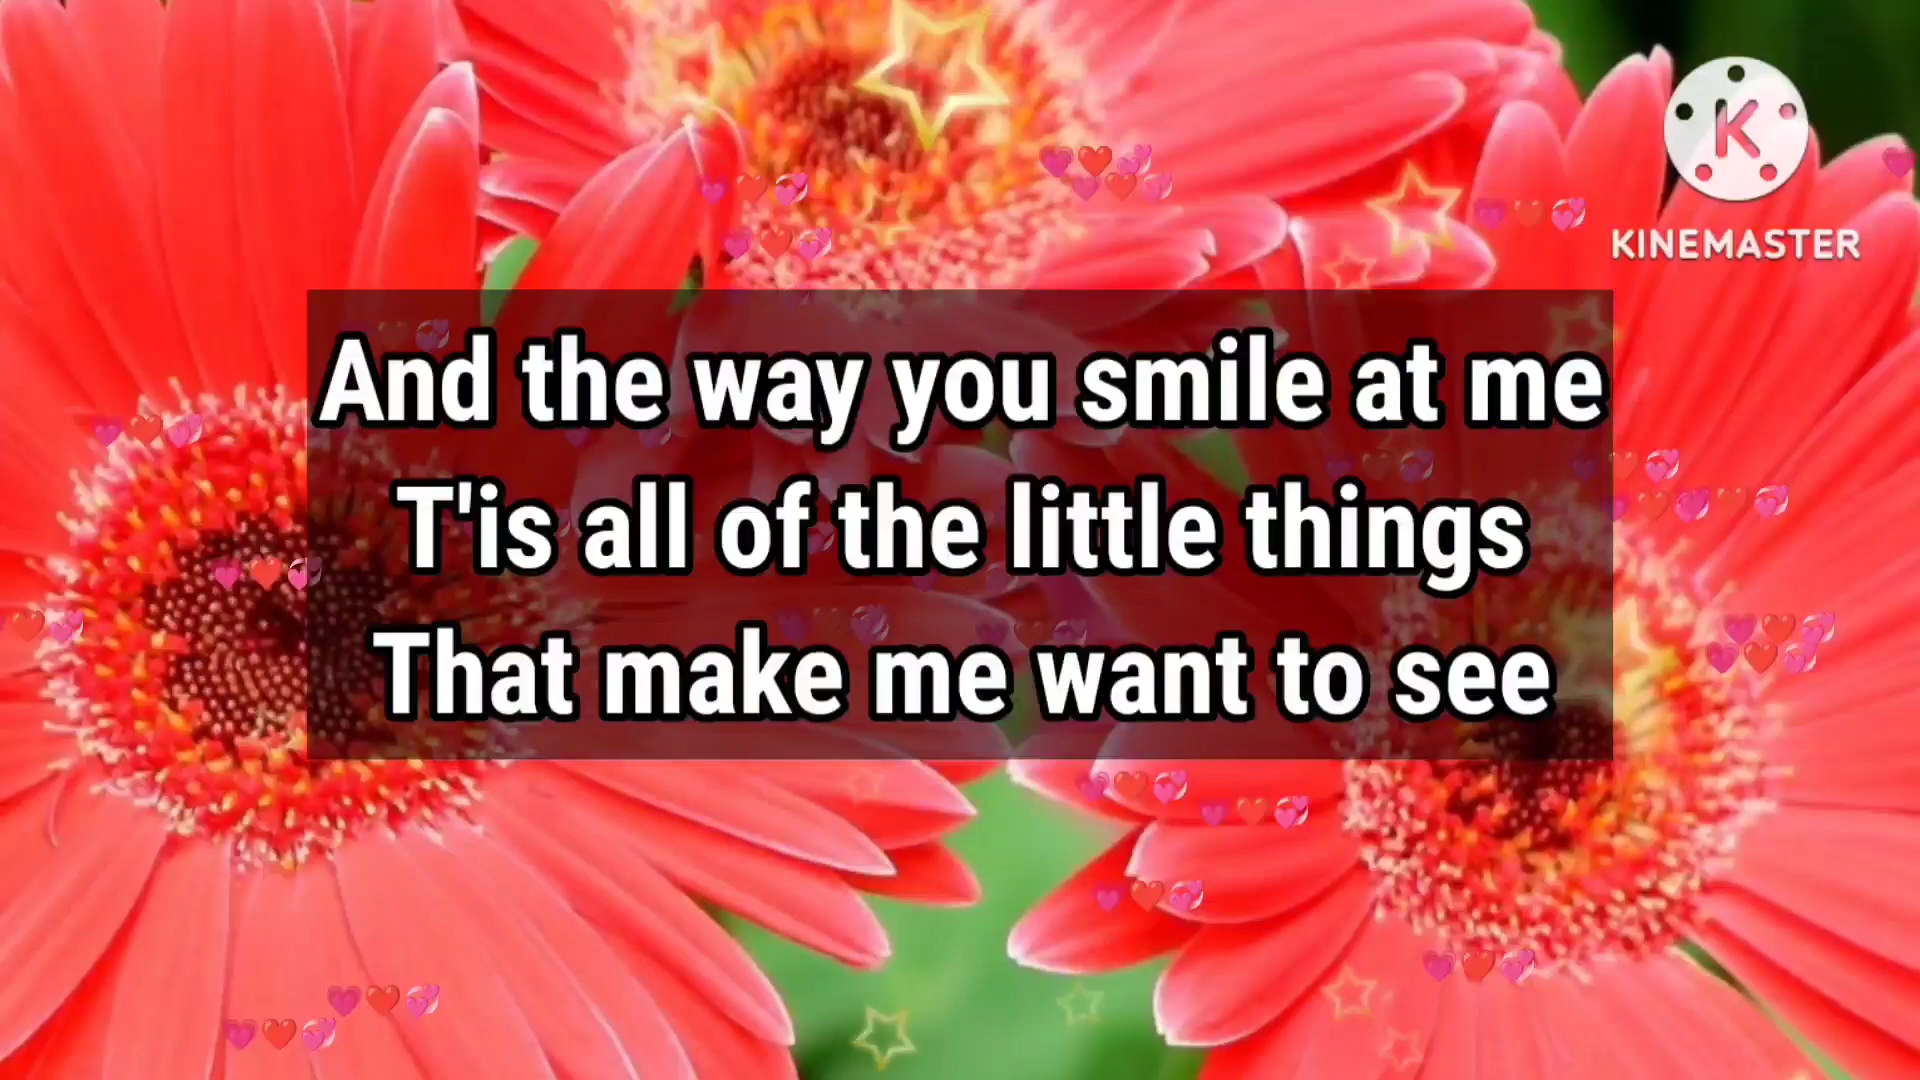 K
KINEMASTER
And the way you smile at me
T'is all of the little things
That make me want to see